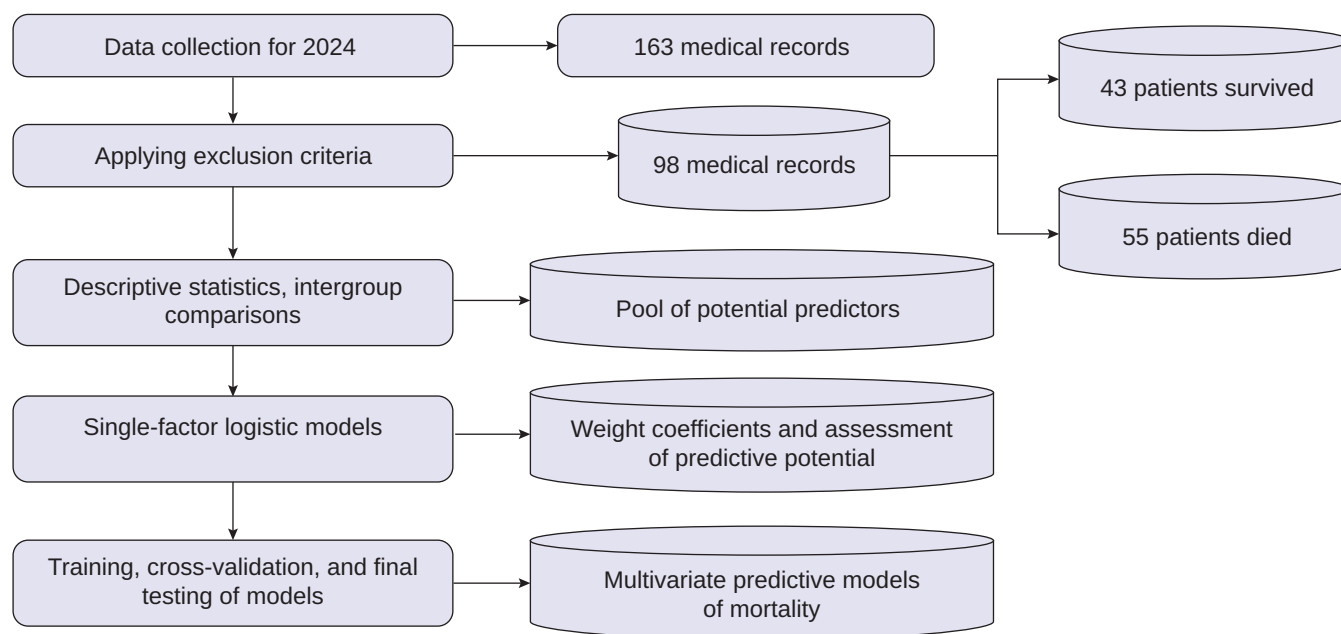 Data collection for 2024
163 medical records
43 patients survived
Applying exclusion criteria
98 medical records
55 patients died
Descriptive statistics, intergroup
comparisons
Pool of potential predictors
Single-factor logistic models
Weight coefficients and assessment
of predictive potential
Training, cross-validation, and final
testing of models
Multivariate predictive models
of mortality